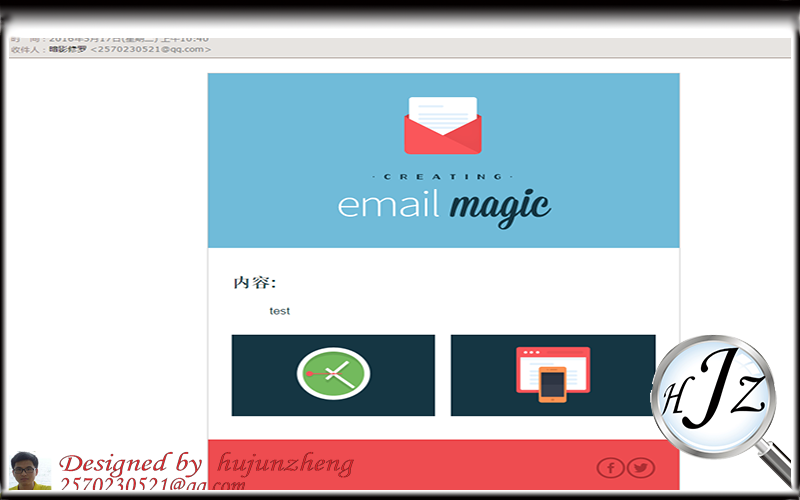 时 间：2016年5月17日(星期二) 上午10:40
收件人：暗影修罗 <2570230521@qq.com>
· C R E A T I N G ·
email magic
内容:
test
HJZ
Designed by hujunzheng
2570230521@qq.com